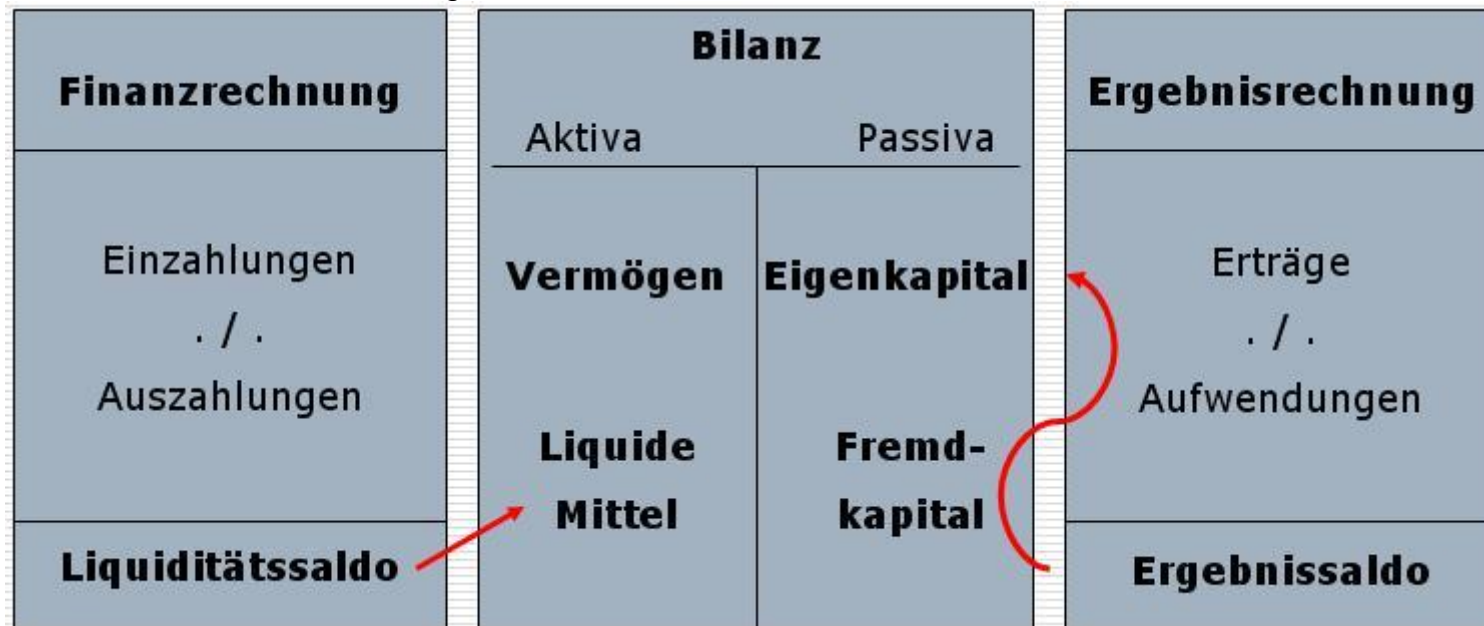 Finanzrechnung
Einzahlungen
. / .
Auszahlungen
Liquiditätssaldo
Bilanz
Aktiva Passiva
Vermögen Eigenkapital
Liquide Fremd-
Mittel kapital
Ergebnisrechnung
Erträge
. / .
Aufwendungen
Ergebnissaldo